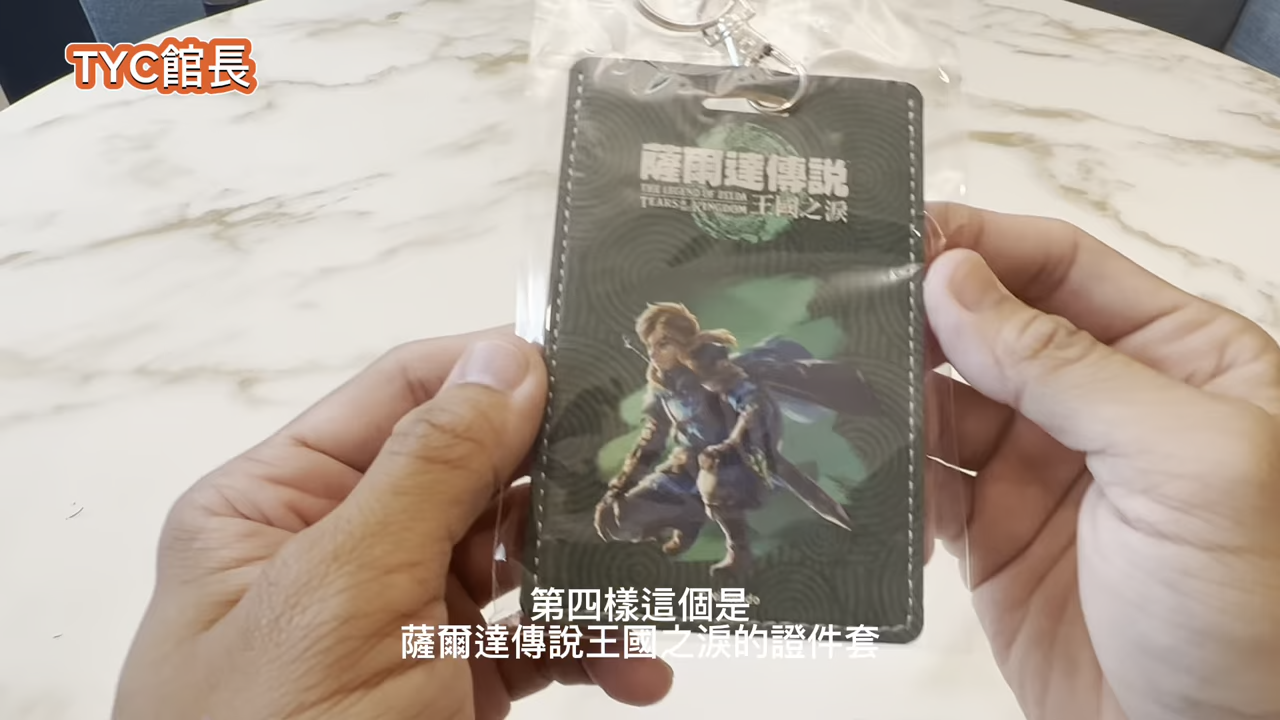 TYC館長
薩爾達傳說
THE LEGEND OF ZELDA
TEARS OF THE KINGDOM 王國之淚
第四樣這個是
薩爾達傳說王國之淚的證件套